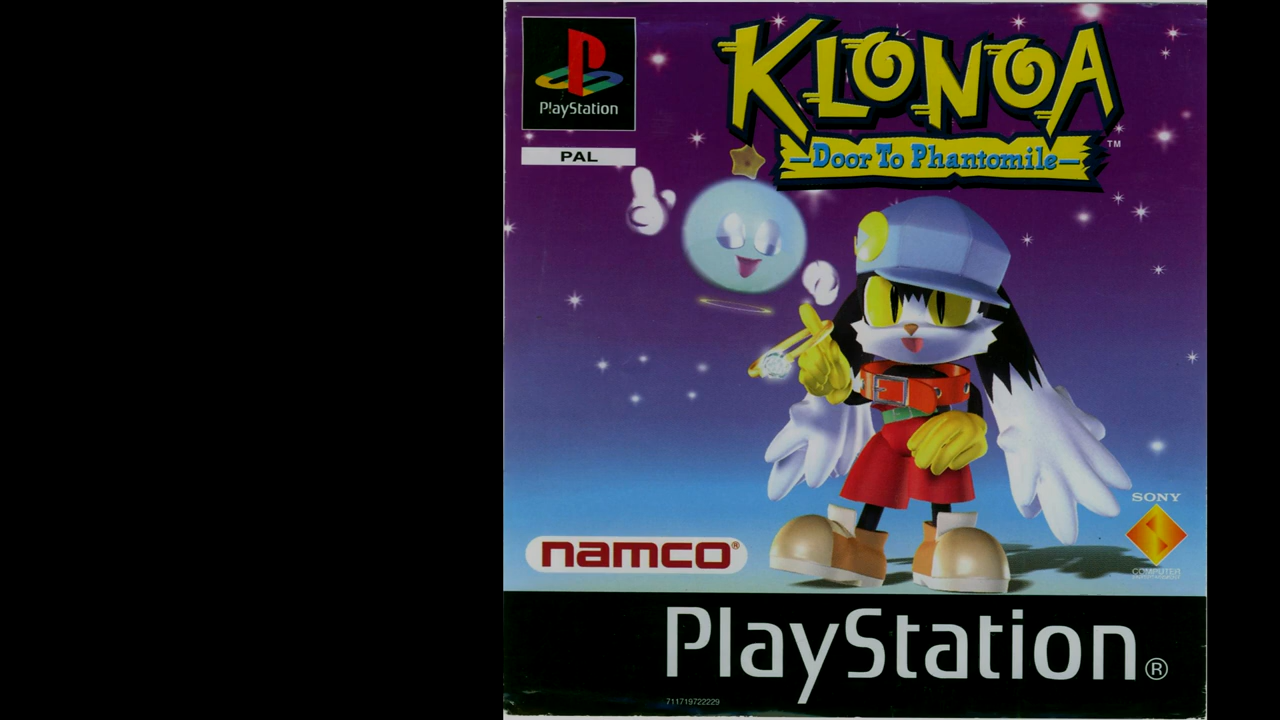 PlayStation
PAL
KLONOA
-Door To Phantomile-
TM
namco®
SONY
COMPUTER
PlayStation®
711719722229